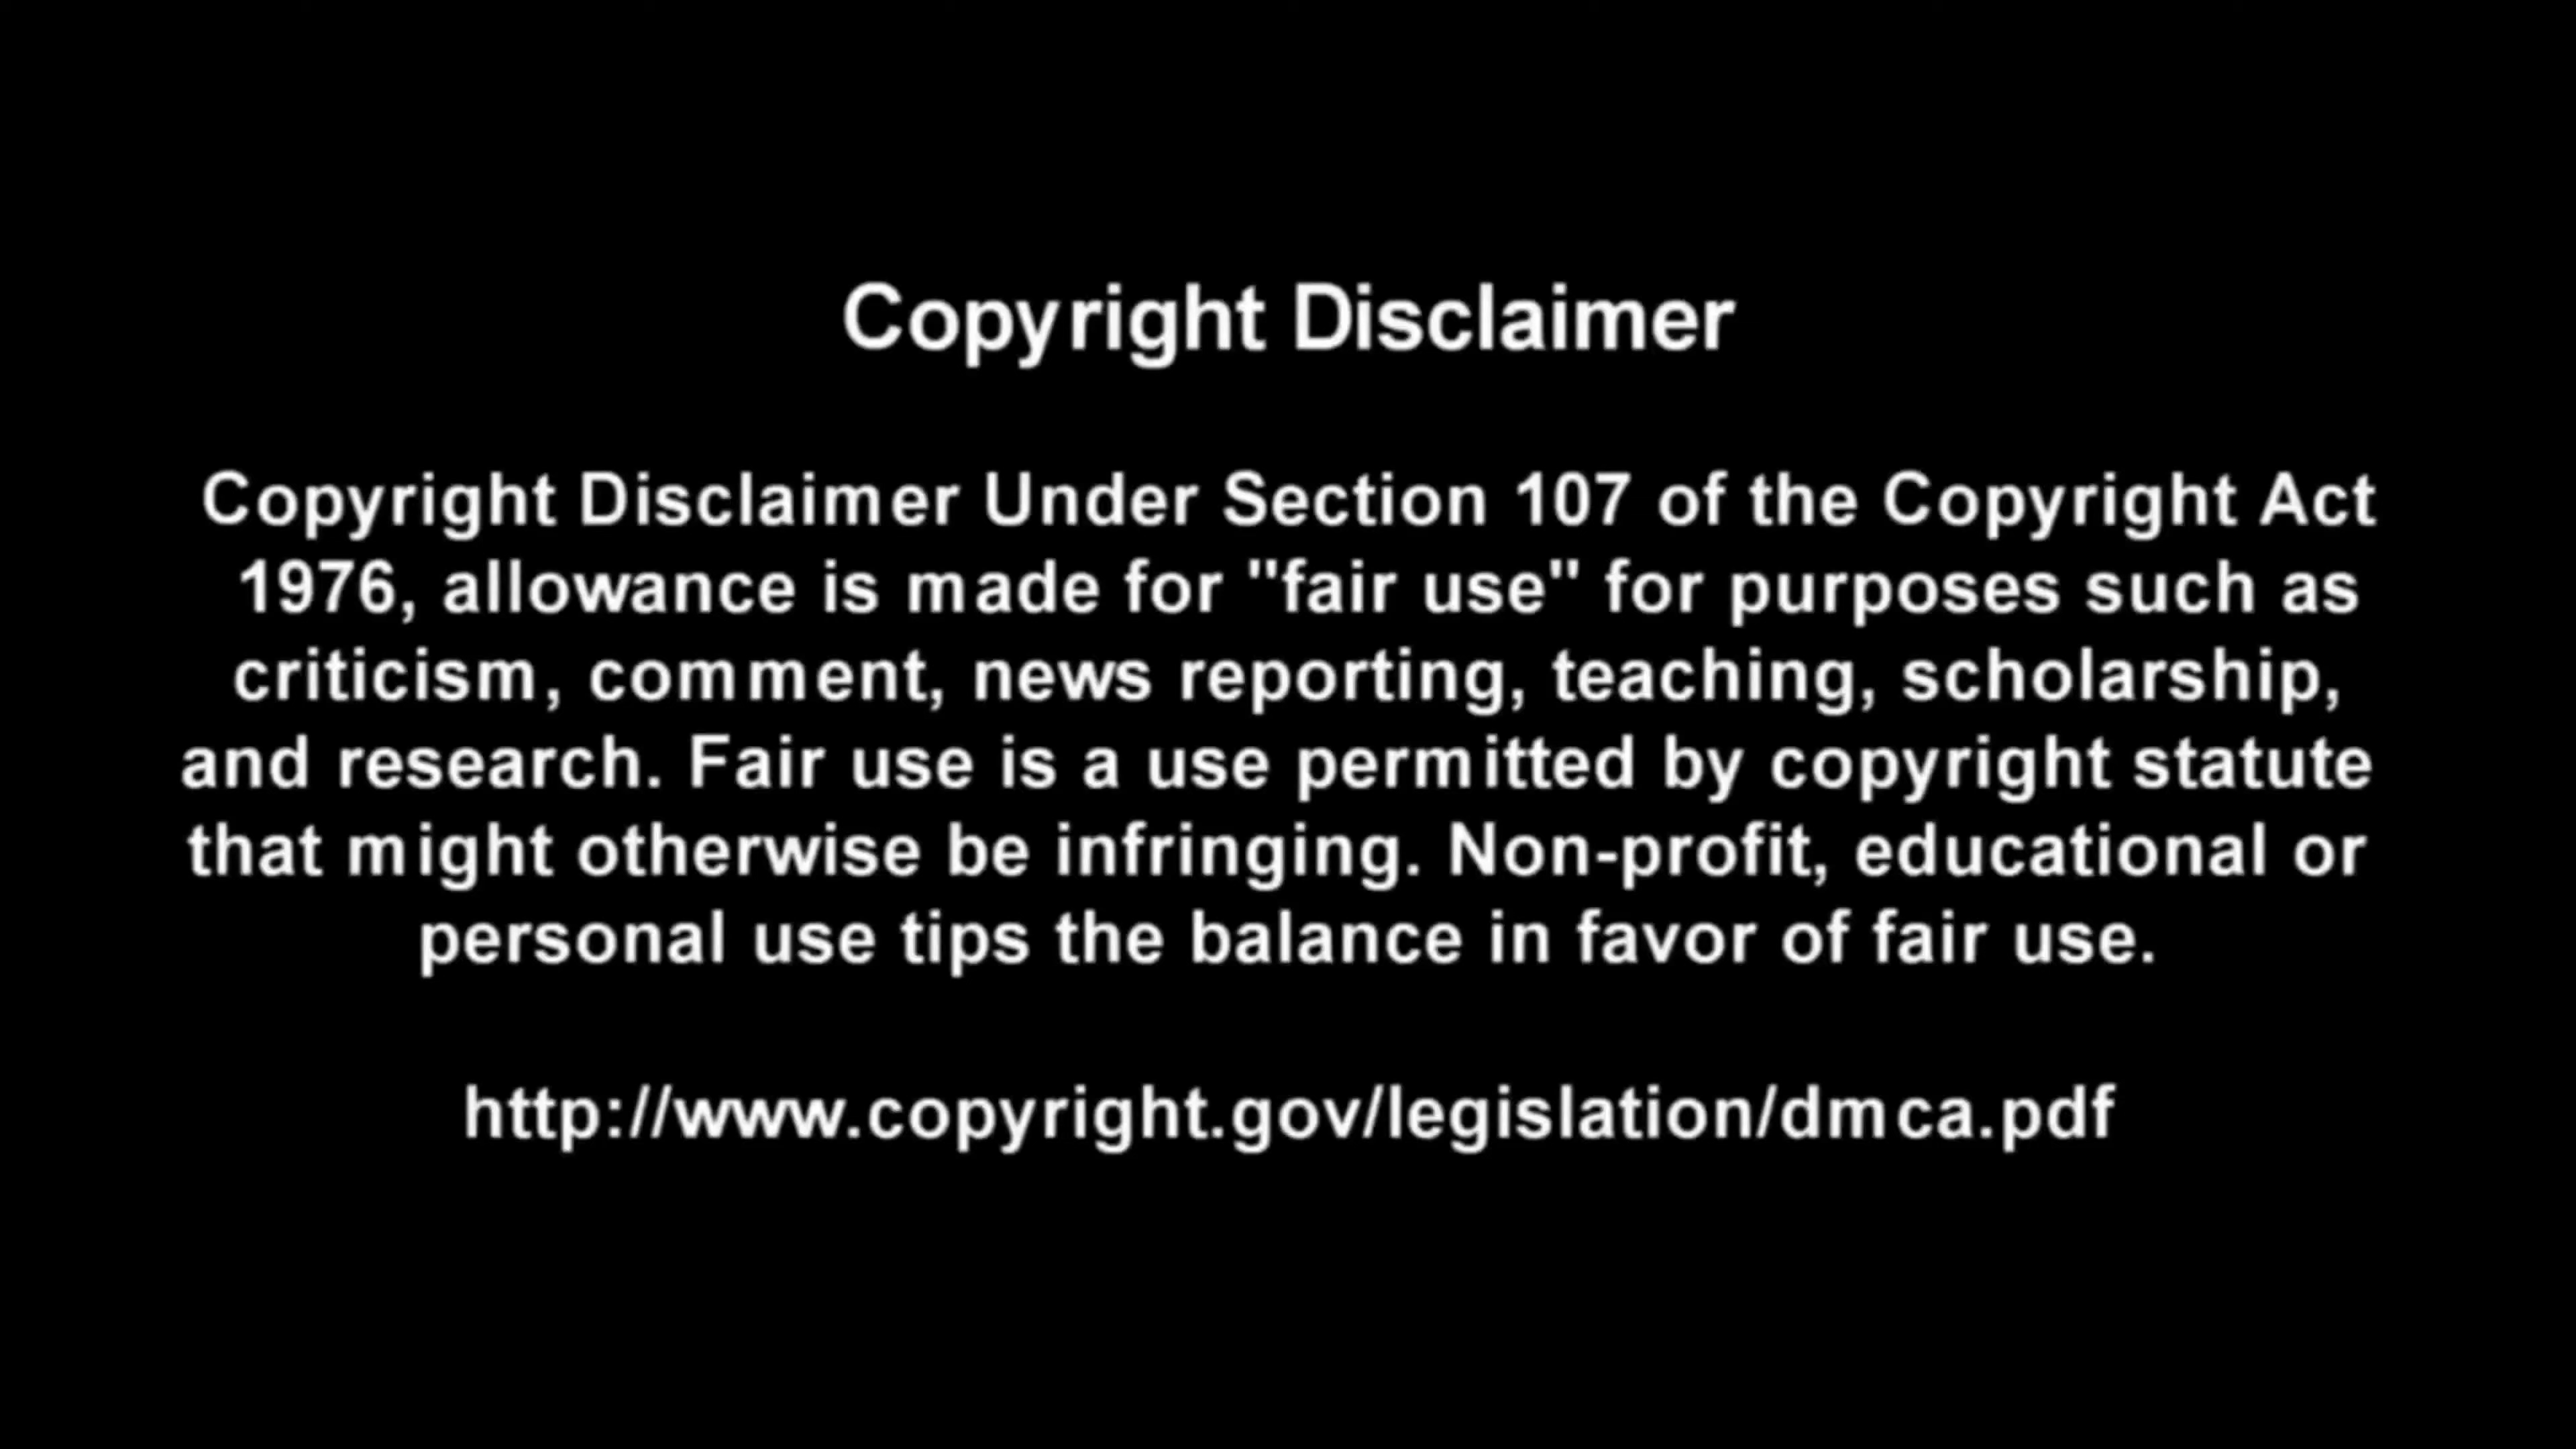 Copyright Disclaimer
Copyright Disclaimer Under Section 107 of the Copyright Act
1976, allowance is made for "fair use" for purposes such as
criticism, comment, news reporting, teaching, scholarship,
and research. Fair use is a use permitted by copyright statute
that might otherwise be infringing. Non-profit, educational or
personal use tips the balance in favor of fair use.
http://www.copyright.gov/legislation/dmca.pdf